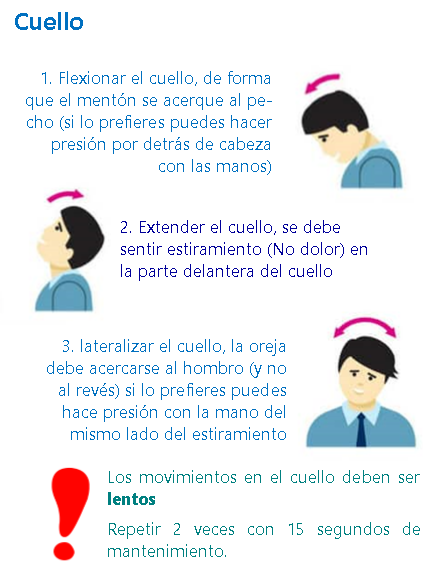 Cuello
1. Flexionar el cuello, de forma
que el mentón se acerque al pe-
cho (si lo prefieres puedes hacer
presión por detrás de cabeza
con las manos)
2. Extender el cuello, se debe
sentir estiramiento (No dolor) en
la parte delantera del cuello
3. lateralizar el cuello, la oreja
debe acercarse al hombro (y no
al revés) si lo prefieres puedes
hace presión con la mano del
mismo lado del estiramiento
Los movimientos en el cuello deben ser
lentos
Repetir 2 veces con 15 segundos de
mantenimiento.